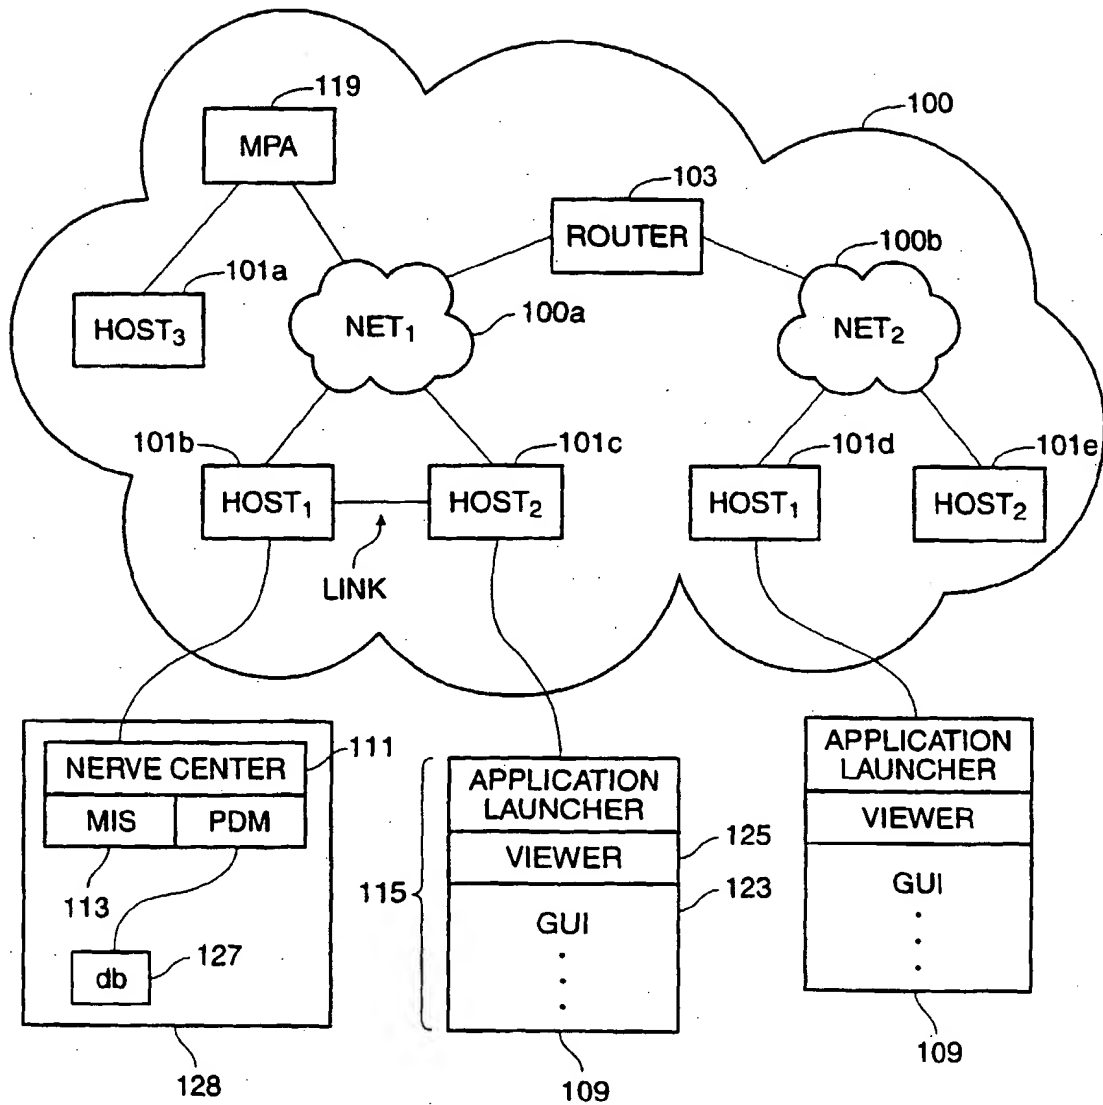 119
MPA
100
103
ROUTER
100b
101a
HOST3
NET1
100a
NET2
101b
101c
101d
101e
HOST1
HOST2
HOST1
HOST2
LINK
NERVE CENTER
111
MIS
PDM
113
db
127
128
APPLICATION
LAUNCHER
VIEWER
125
115
123
GUI
109
APPLICATION
LAUNCHER
VIEWER
GUI
109